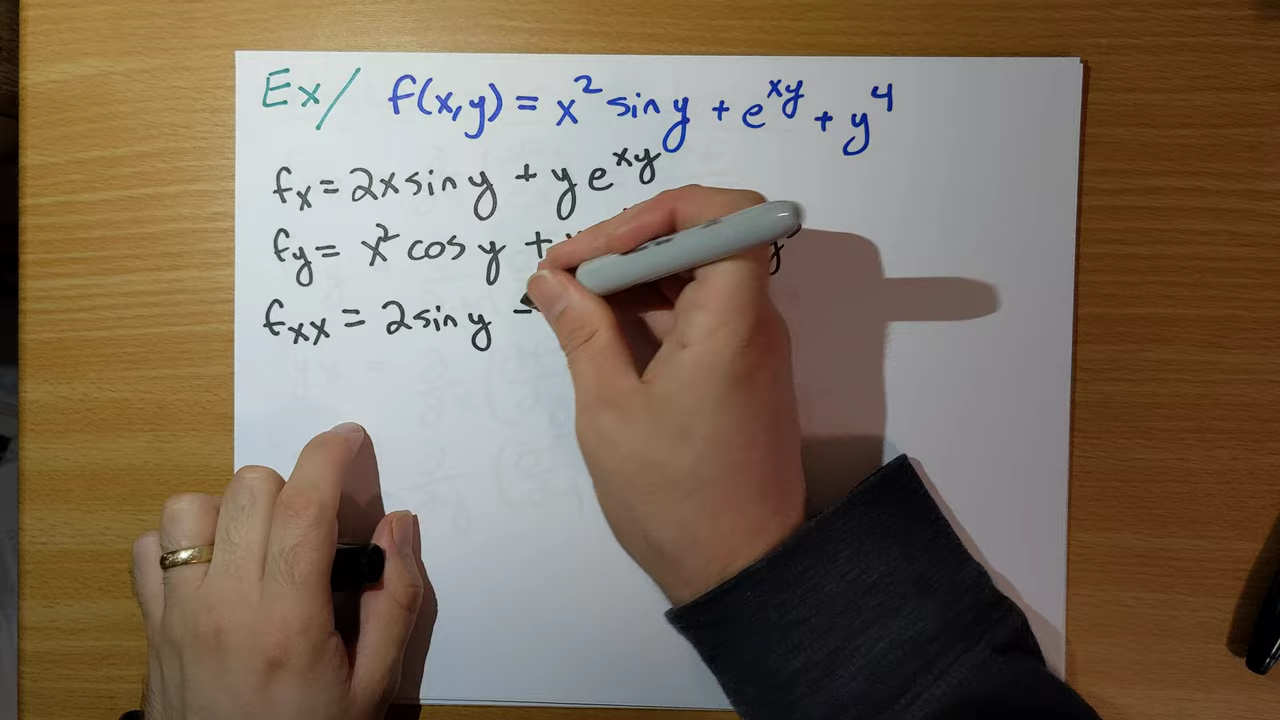 Ex/ f(x,y) = x² sin y + e^xy + y⁴
fx = 2x sin y + y e^xy
fy = x² cos y +
fxx = 2 sin y